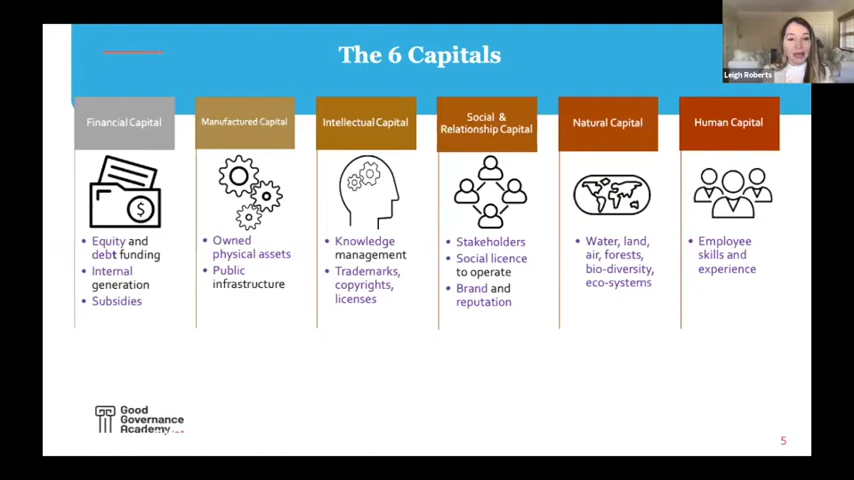 The 6 Capitals
Leigh Roberts
Financial Capital
Manufactured Capital
Intellectual Capital
Social &
Relationship Capital
Natural Capital
Human Capital
$
• Equity and
debt funding
• Internal
generation
• Subsidies
• Owned
physical assets
• Public
infrastructure
• Knowledge
management
• Trademarks,
copyrights,
licenses
• Stakeholders
• Social licence
to operate
• Brand and
reputation
• Water, land,
air, forests,
bio-diversity,
eco-systems
• Employee
skills and
experience
Good
Governance
Academy
5